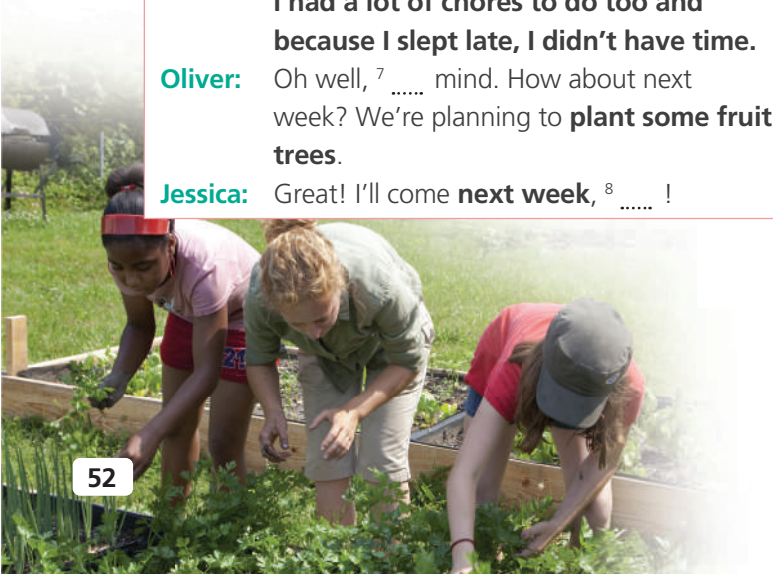 I had a lot of chores to do too and
because I slept late, I didn't have time.
Oliver: Oh well, 7 ...... mind. How about next
week? We're planning to plant some fruit
trees.
Jessica: Great! I'll come next week, 8 ...... !
21
52